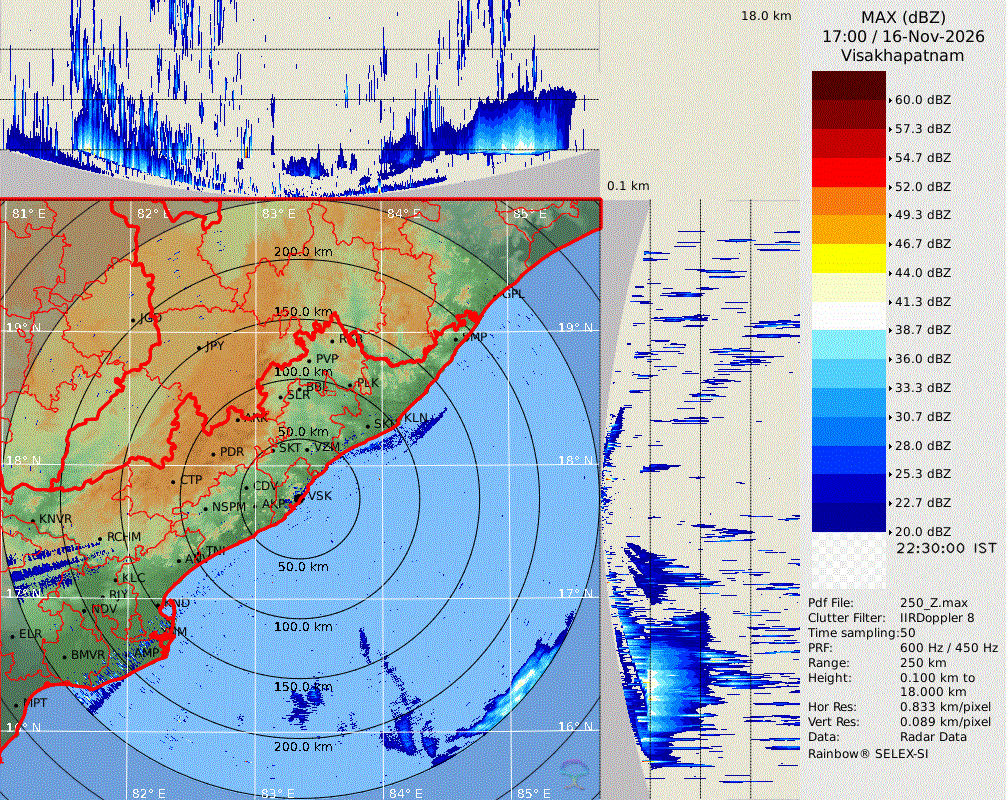 18.0 km
0.1 km
MAX (dBZ)
17:00 / 16-Nov-2026
Visakhapatnam
60.0 dBZ
57.3 dBZ
54.7 dBZ
52.0 dBZ
49.3 dBZ
46.7 dBZ
44.0 dBZ
41.3 dBZ
38.7 dBZ
36.0 dBZ
33.3 dBZ
30.7 dBZ
28.0 dBZ
25.3 dBZ
22.7 dBZ
20.0 dBZ
22:30:00 IST
Pdf File: 250_Z.max
Clutter Filter: IIRDoppler 8
Time sampling:50
PRF: 600 Hz / 450 Hz
Range: 250 km
Height: 0.100 km to
18.000 km
Hor Res: 0.833 km/pixel
Vert Res: 0.089 km/pixel
Data: Radar Data
Rainbow® SELEX-SI
81° E 82° E 83° E 84° E 85° E
200.0 km
GPL
150.0 km
JGD
19° N 19° N
SMP
JPY
PVP
100.0 km
BBL PLK
SLR
KLN
50.0 km
PDR SKT VZM
18° N 18° N
CTP
CDV
VSK
NSPM AKP
KNVR
RCHM
TNI
50.0 km
KLC
17° N 17° N
RJY
NDV KND
100.0 km
ELR
BMVR AMP
150.0 km
MPT
16° N 16° N
200.0 km
82° E 83° E 84° E 85° E